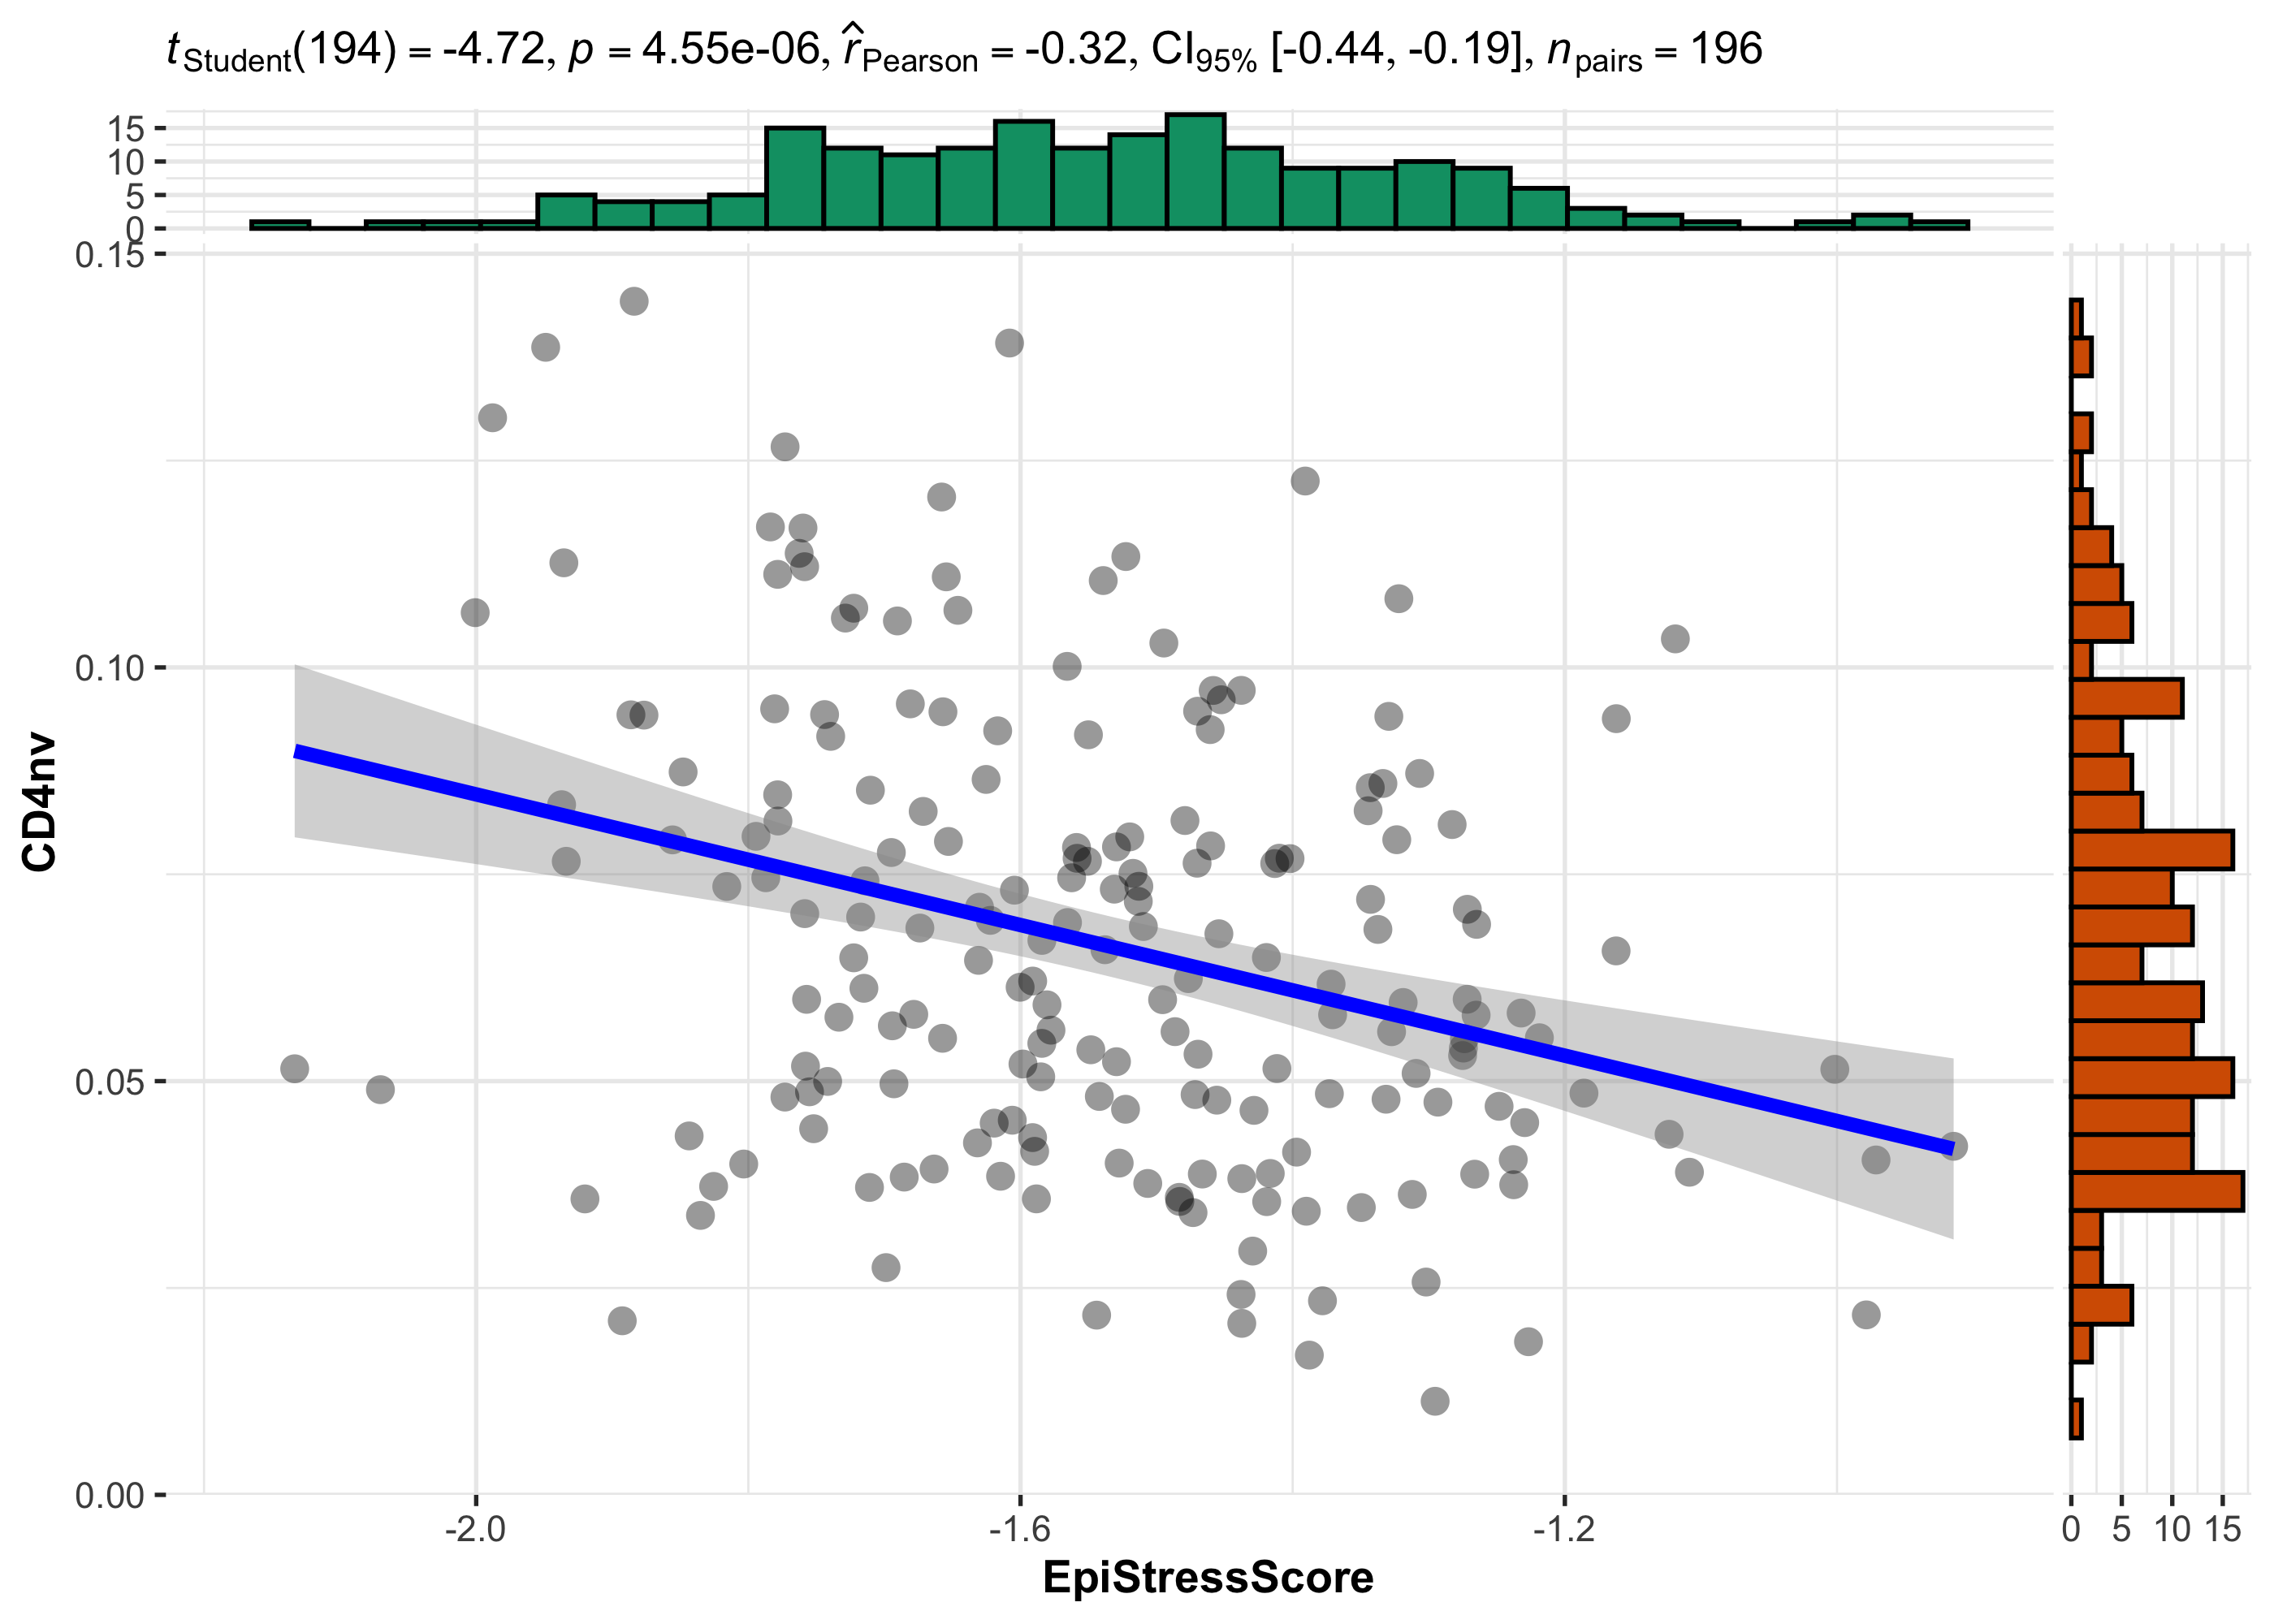 tStudent(194) = -4.72, p = 4.55e-06, r̂Pearson = -0.32, CI95% [-0.44, -0.19], npairs = 196
15
10
5
0
0.15
0.10
0.05
0.00
CD4nv
-2.0 -1.6 -1.2
0 5 10 15
EpiStressScore